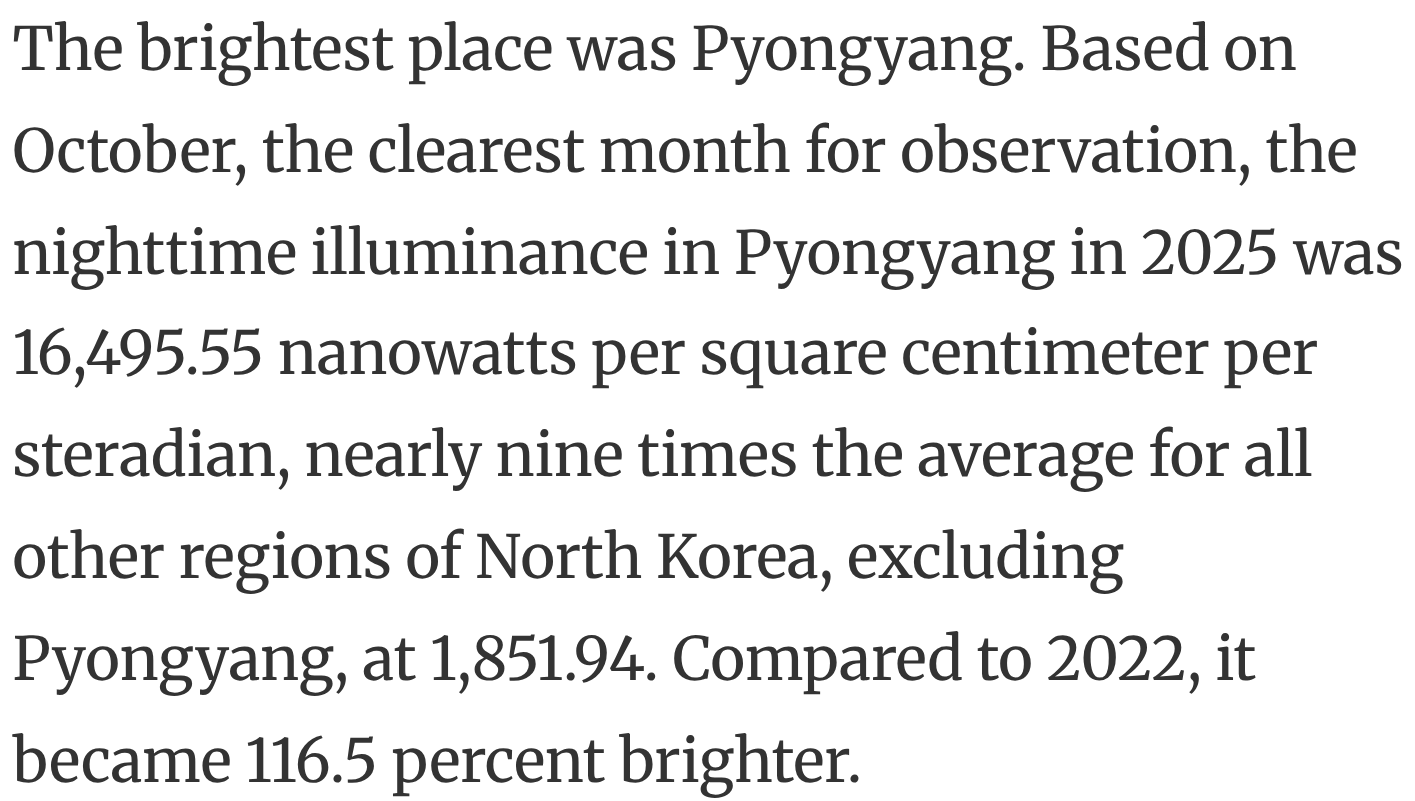 The brightest place was Pyongyang. Based on
October, the clearest month for observation, the
nighttime illuminance in Pyongyang in 2025 was
16,495.55 nanowatts per square centimeter per
steradian, nearly nine times the average for all
other regions of North Korea, excluding
Pyongyang, at 1,851.94. Compared to 2022, it
became 116.5 percent brighter.